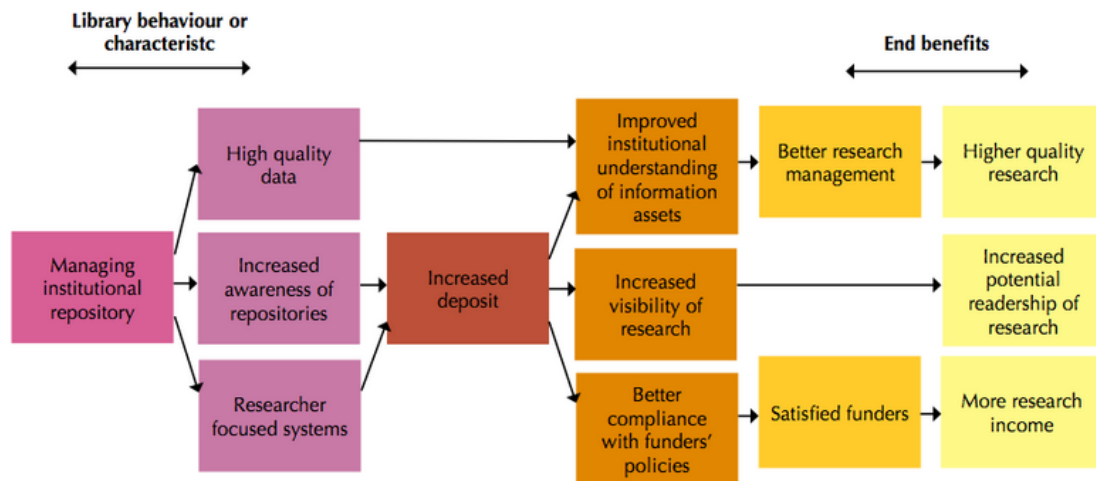 Library behaviour or
characteristc
End benefits
High quality
data
Improved
institutional
understanding
of information
assets
Better research
management
Higher quality
research
Managing
institutional
repository
Increased
awareness of
repositories
Increased
deposit
Increased
visibility of
research
Increased
potential
readership of
research
Researcher
focused systems
Better
compliance
with funders'
policies
Satisfied funders
More research
income